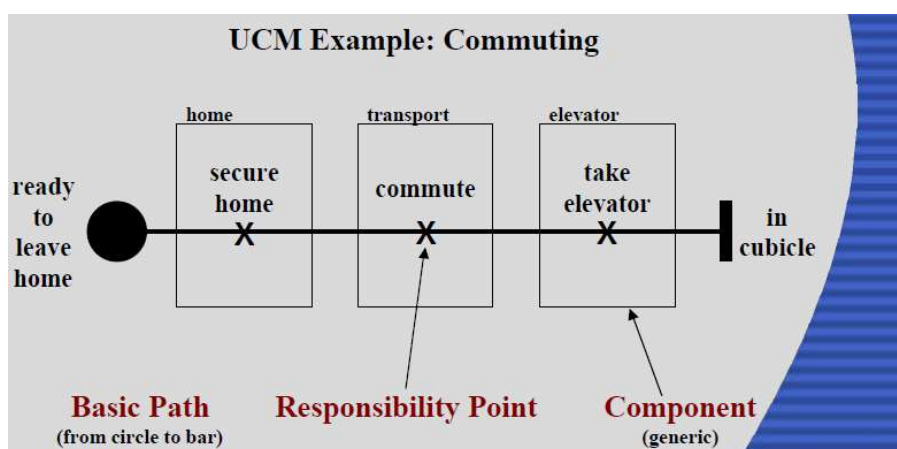 UCM Example: Commuting
home
transport
elevator
ready
to
leave
home
secure
home
X
commute
X
take
elevator
X
in
cubicle
Basic Path
(from circle to bar)
Responsibility Point
Component
(generic)